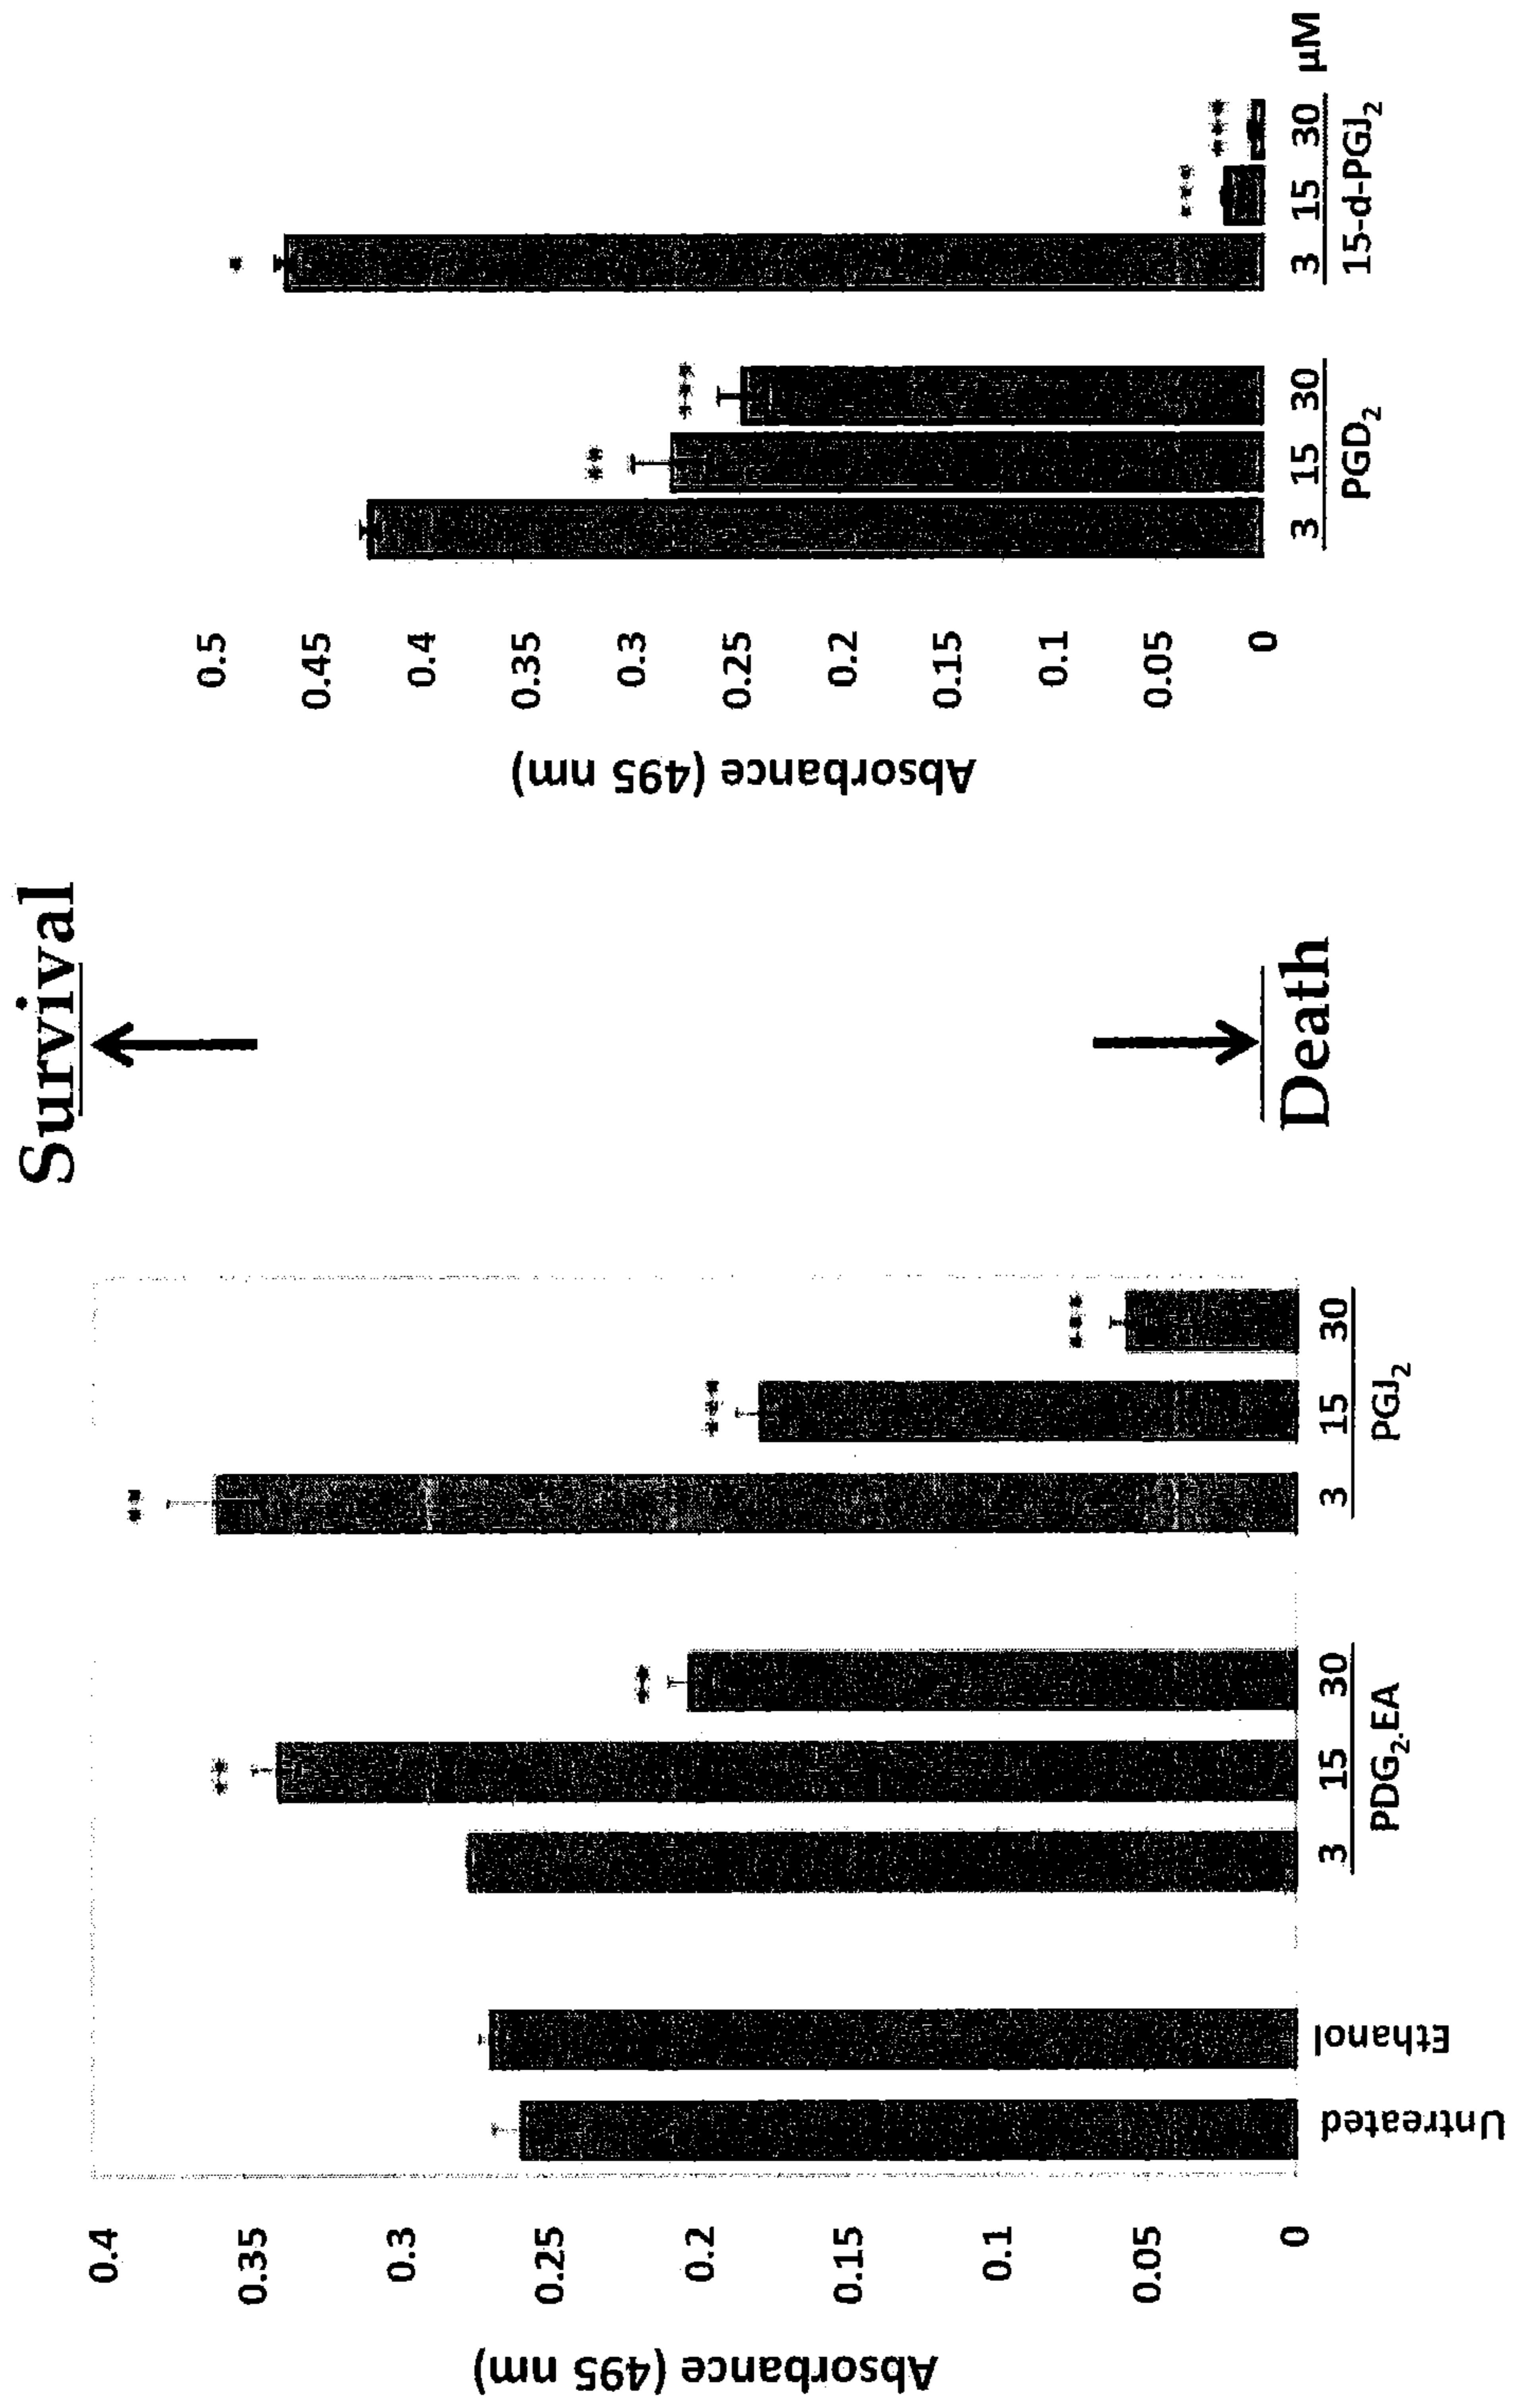 Survival
Death
Absorbance (495 nm)
0.4
0.35
0.3
0.25
0.2
0.15
0.1
0.05
0
**
**
**
***
***
Untreated
Ethanol
3 15 30
PDG₂.EA
3 15 30
PGJ₂
Absorbance (495 nm)
0.5
0.45
0.4
0.35
0.3
0.25
0.2
0.15
0.1
0.05
0
**
***
*
***
***
3 15 30
PGD₂
3 15 30 μM
15-d-PGJ₂